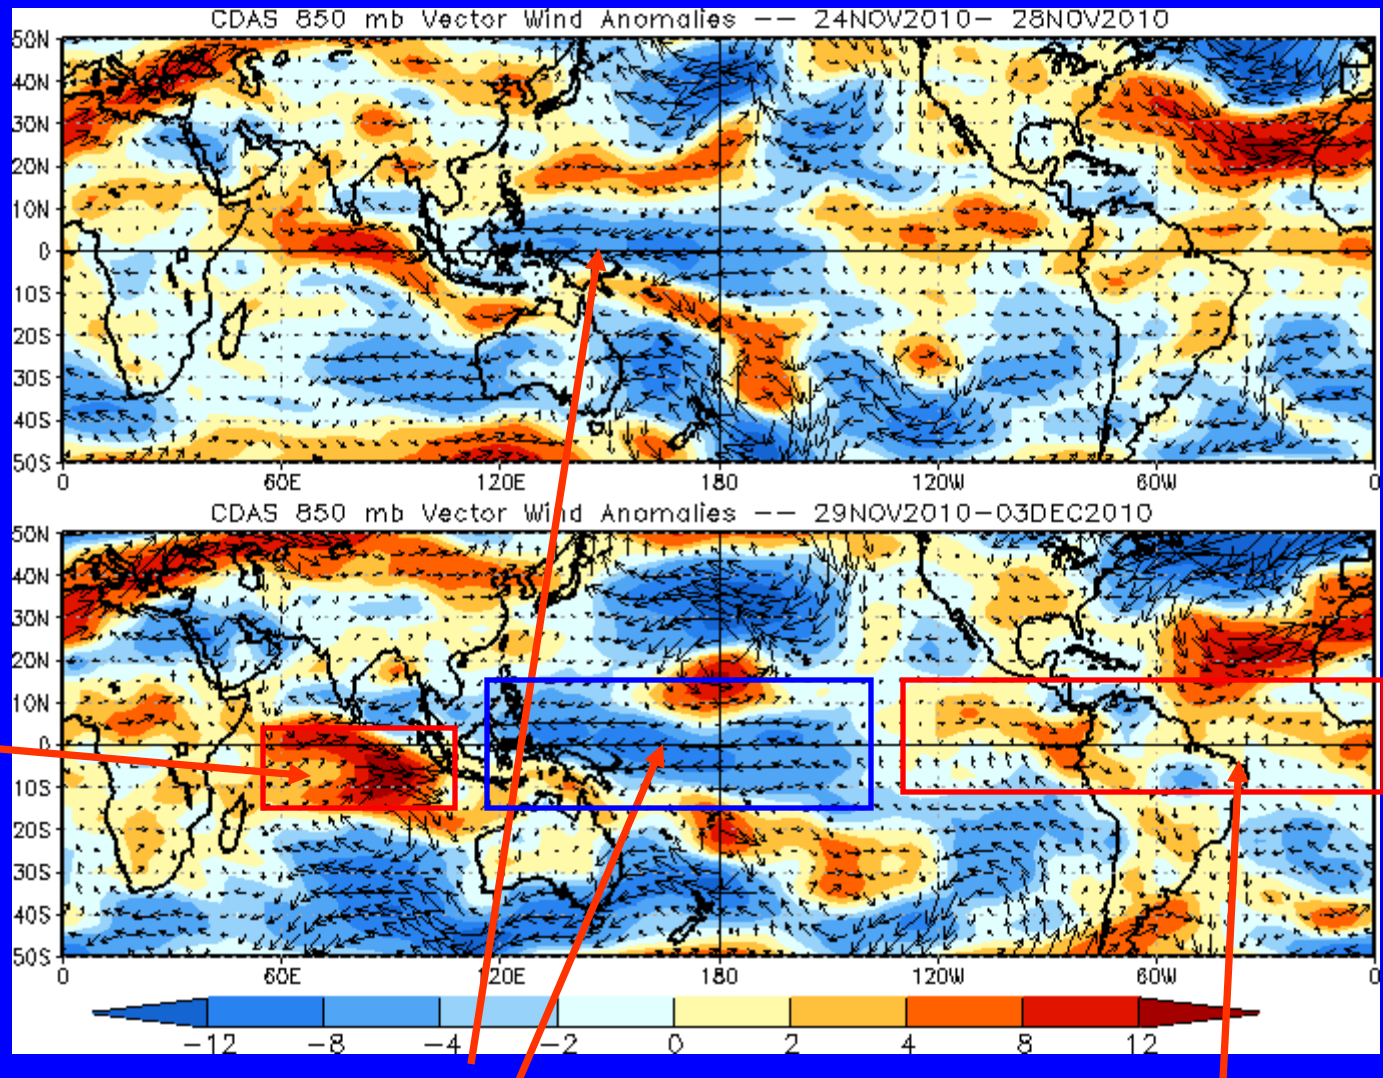 CDAS 850 mb Vector Wind Anomalies -- 24NOV2010- 28NOV2010
50N
40N
30N
20N
10N
0
10S
20S
30S
40S
50S
0 60E 120E 180 120W 60W 0
CDAS 850 mb Vector Wind Anomalies -- 29NOV2010-03DEC2010
50N
40N
30N
20N
10N
0
10S
20S
30S
40S
50S
0 60E 120E 180 120W 60W 0
-12 -8 -4 -2 0 2 4 8 12